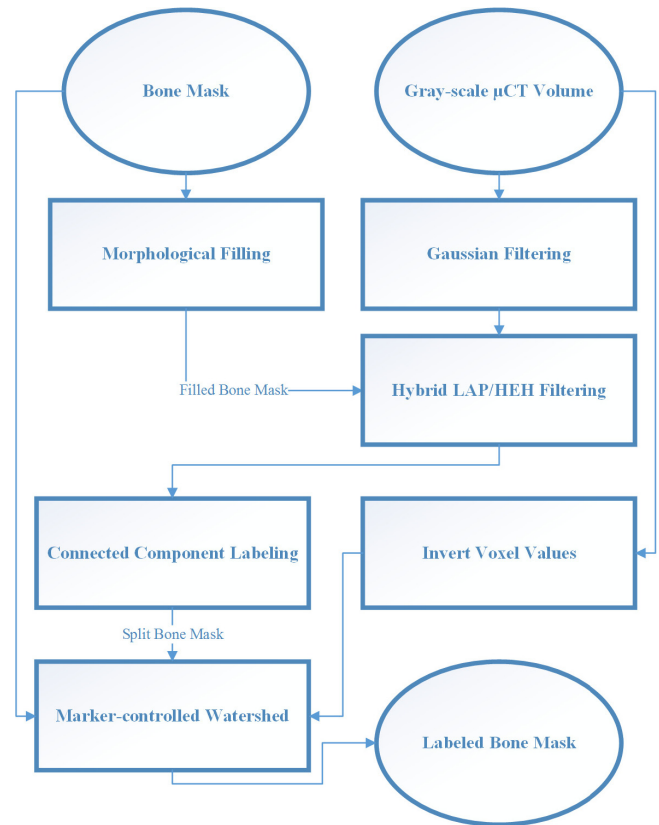 Bone Mask
Gray-scale μCT Volume
Morphological Filling
Gaussian Filtering
Filled Bone Mask
Hybrid LAP/HEH Filtering
Connected Component Labeling
Invert Voxel Values
Split Bone Mask
Marker-controlled Watershed
Labeled Bone Mask